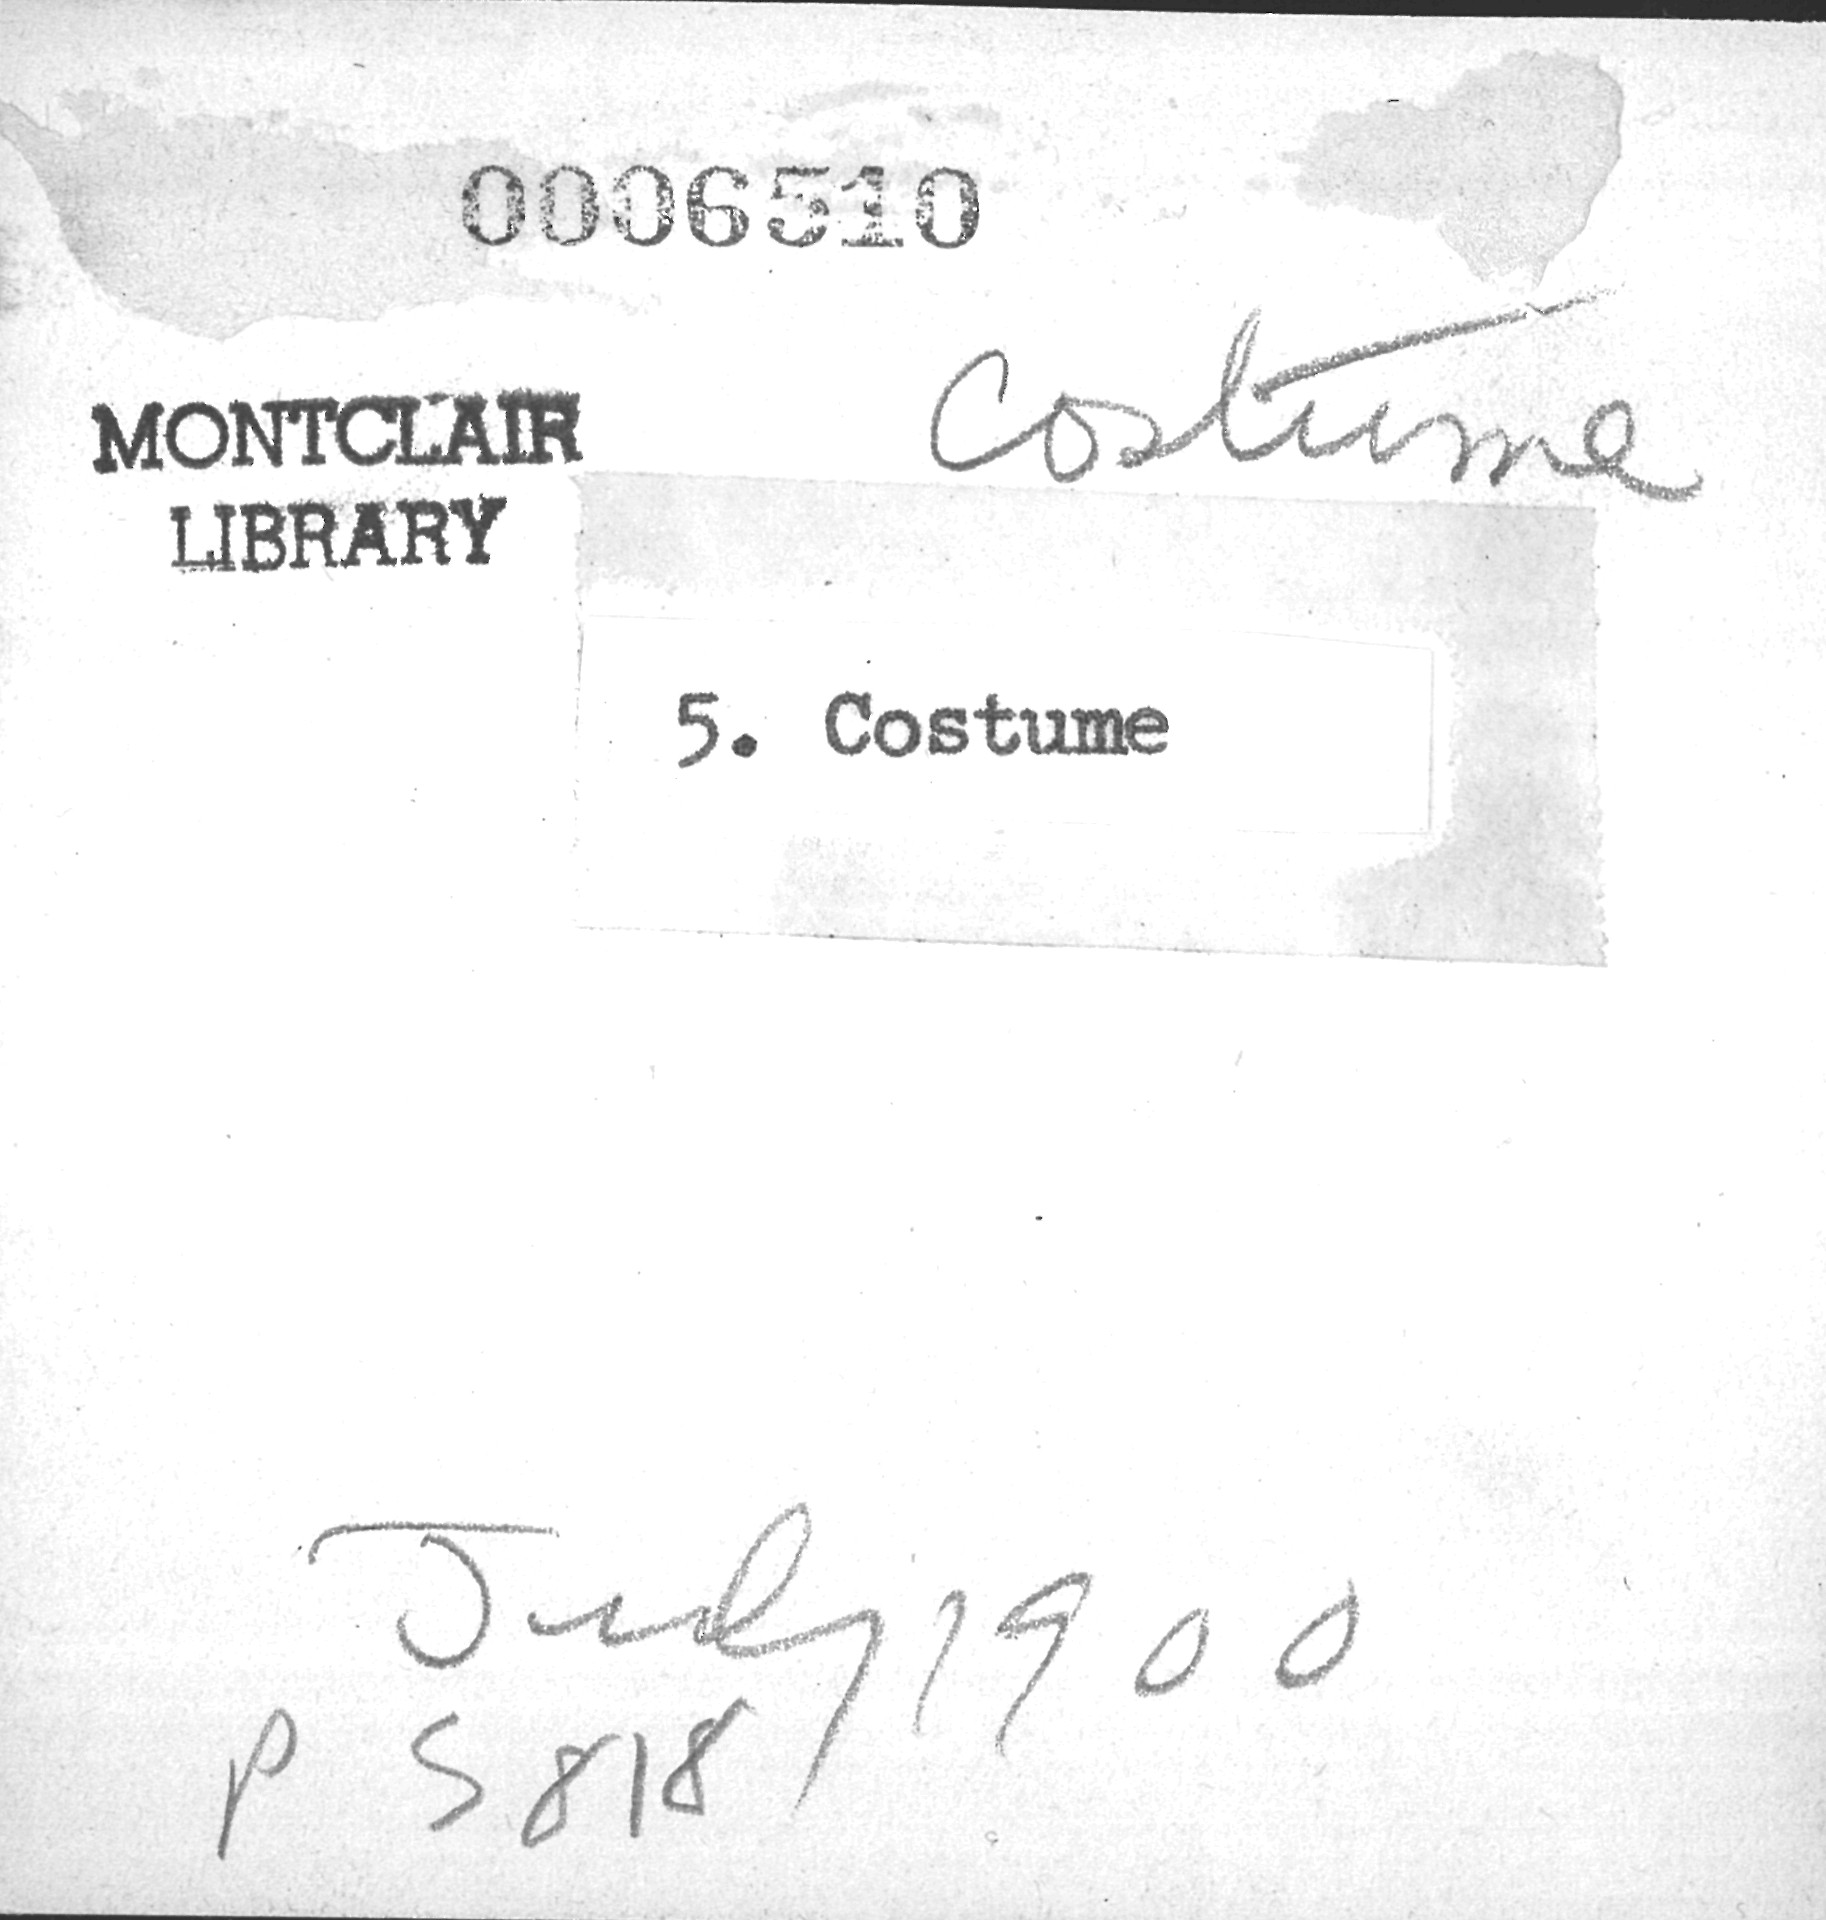 0006510
Costume
MONTCLAIR
LIBRARY
5. Costume
July 1900
P S818